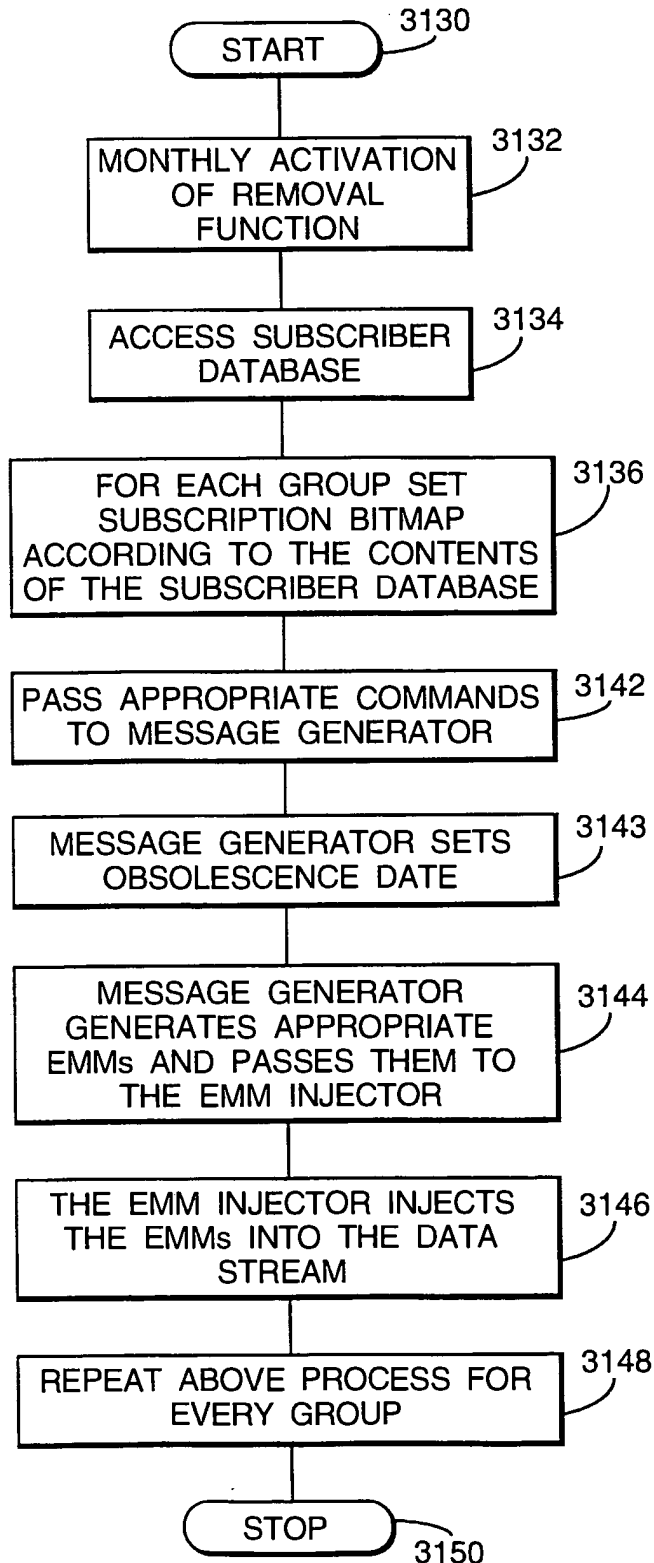 START
3130
MONTHLY ACTIVATION
OF REMOVAL
FUNCTION
3132
ACCESS SUBSCRIBER
DATABASE
3134
FOR EACH GROUP SET
SUBSCRIPTION BITMAP
ACCORDING TO THE CONTENTS
OF THE SUBSCRIBER DATABASE
3136
PASS APPROPRIATE COMMANDS
TO MESSAGE GENERATOR
3142
MESSAGE GENERATOR SETS
OBSOLESCENCE DATE
3143
MESSAGE GENERATOR
GENERATES APPROPRIATE
EMMs AND PASSES THEM TO
THE EMM INJECTOR
3144
THE EMM INJECTOR INJECTS
THE EMMs INTO THE DATA
STREAM
3146
REPEAT ABOVE PROCESS FOR
EVERY GROUP
3148
STOP
3150